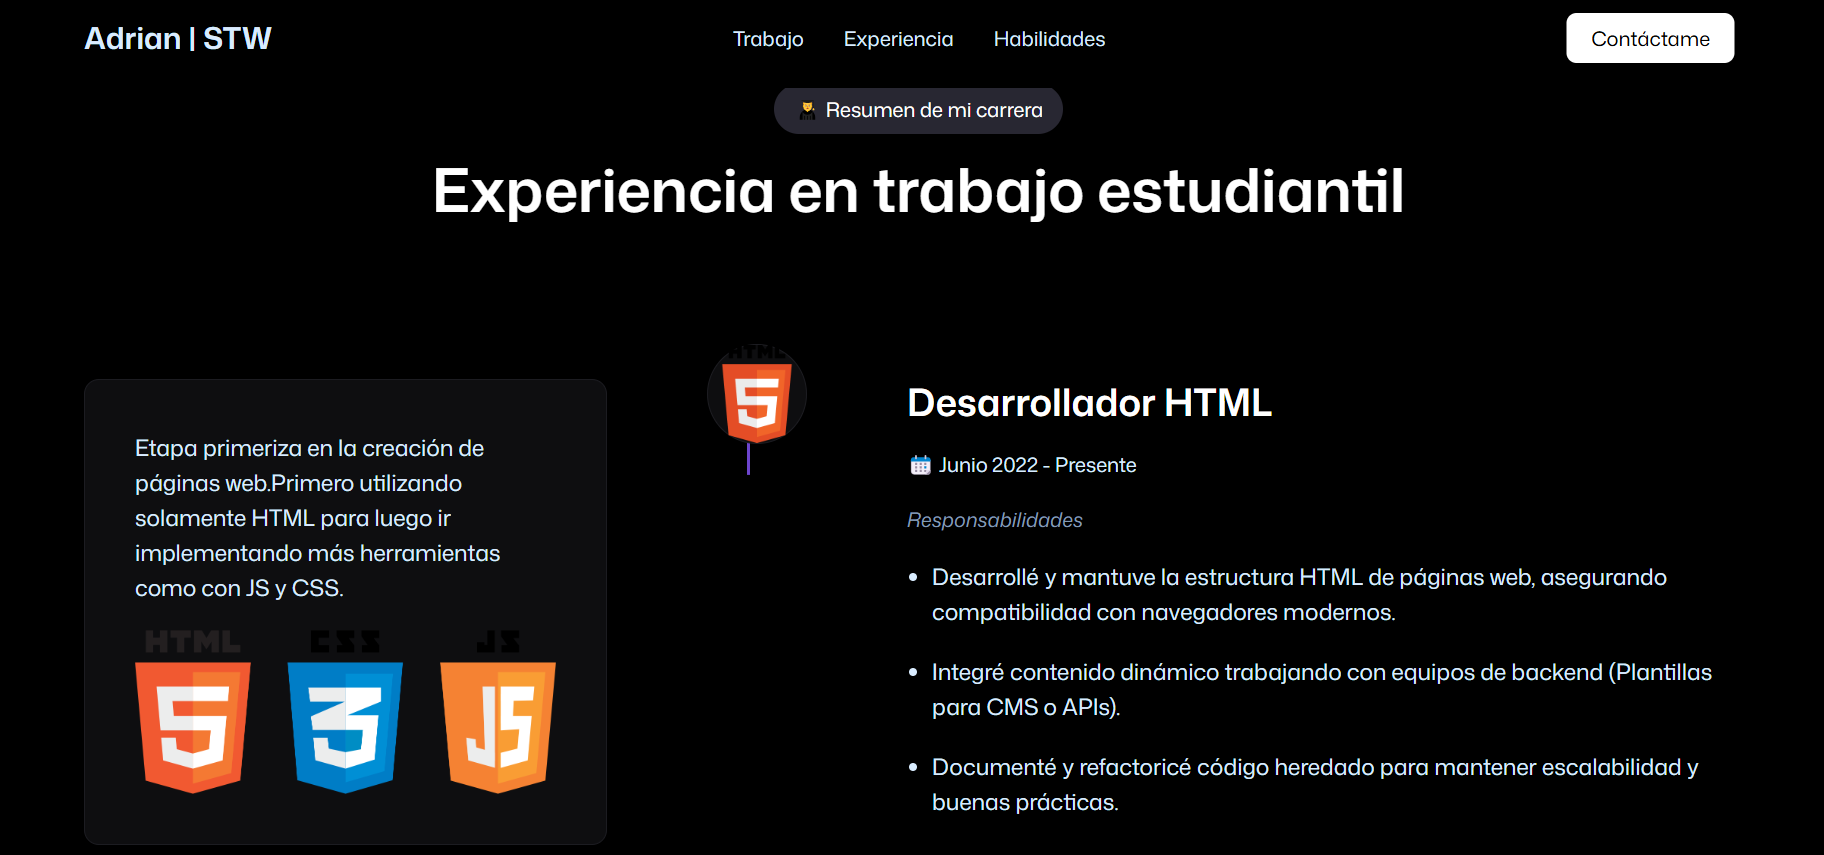 Adrian | STW
Trabajo
Experiencia
Habilidades
Contáctame
Resumen de mi carrera
Experiencia en trabajo estudiantil
Etapa primeriza en la creación de
páginas web.Primero utilizando
solamente HTML para luego ir
implementando más herramientas
como con JS y CSS.
HTML
5
CSS
3
JS
JS
HTML
5
Desarrollador HTML
Junio 2022 - Presente
Responsabilidades
Desarrollé y mantuve la estructura HTML de páginas web, asegurando
compatibilidad con navegadores modernos.
Integré contenido dinámico trabajando con equipos de backend (Plantillas
para CMS o APIs).
Documenté y refactoricé código heredado para mantener escalabilidad y
buenas prácticas.